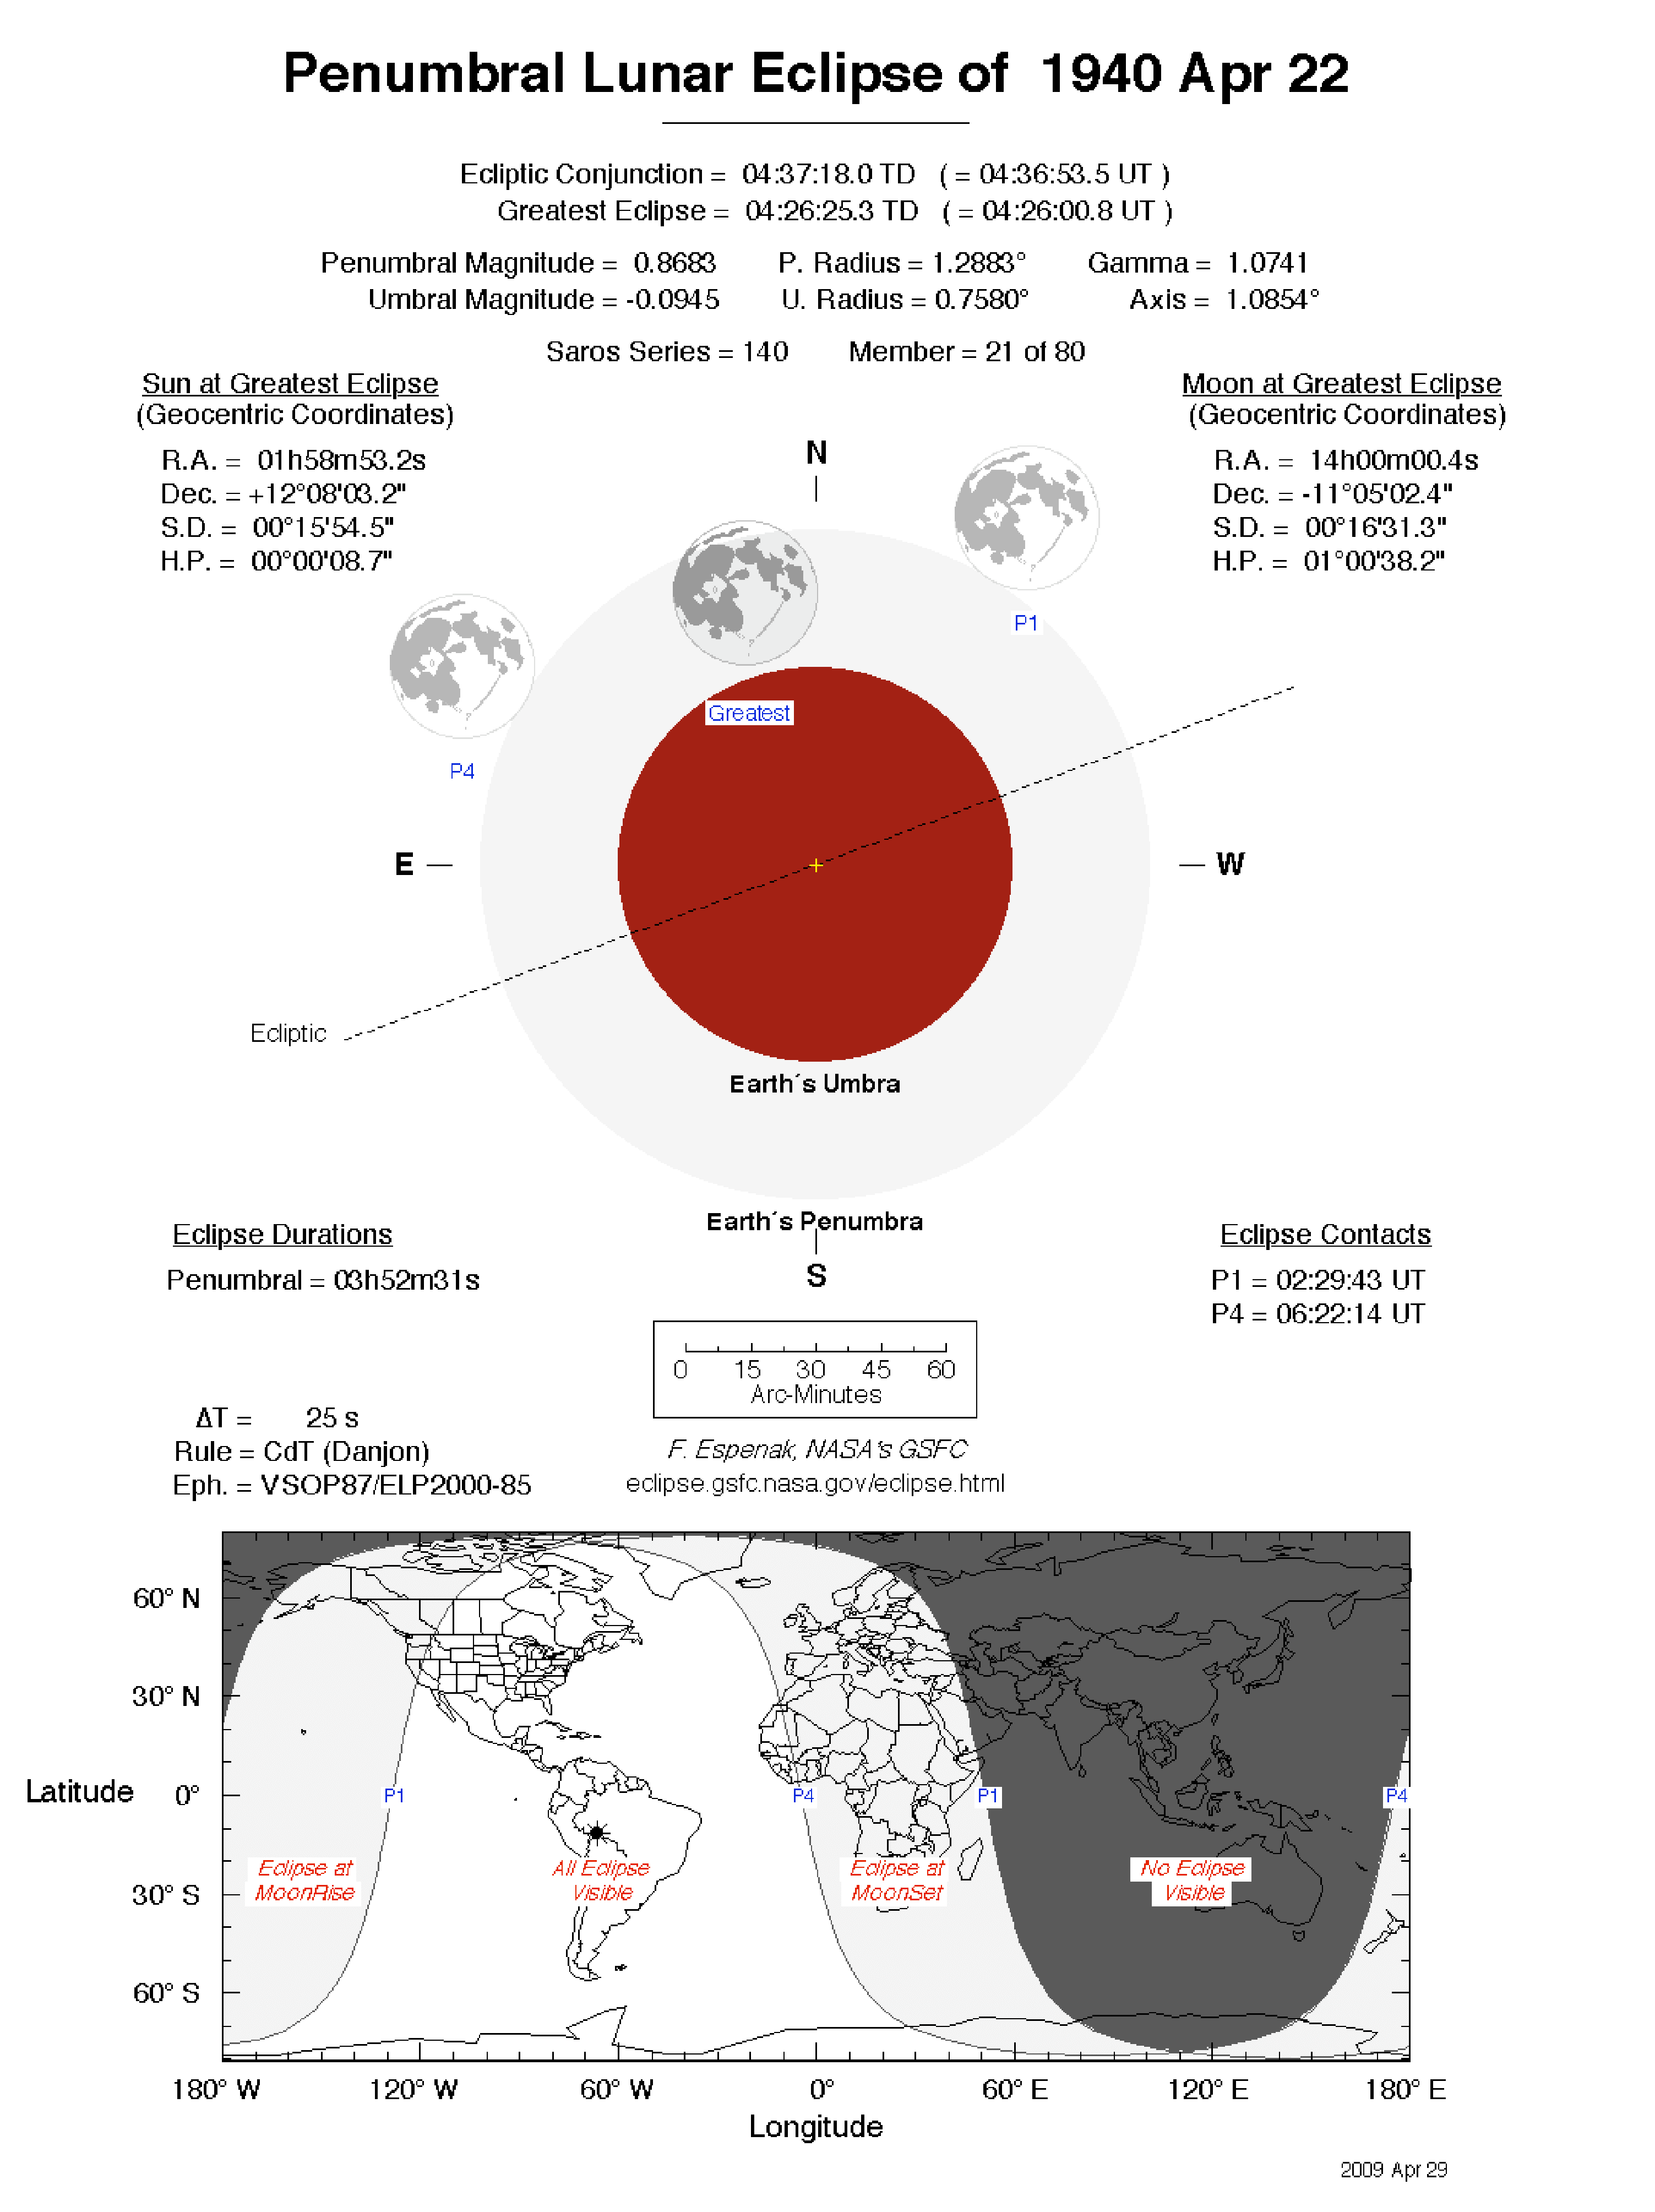 Penumbral Lunar Eclipse of  1940 Apr 22
Ecliptic Conjunction =  04:37:18.0 TD   ( = 04:36:53.5 UT )
Greatest Eclipse =  04:26:25.3 TD   ( = 04:26:00.8 UT )
Penumbral Magnitude =  0.8683   P. Radius = 1.2883°   Gamma =  1.0741
Umbral Magnitude = -0.0945   U. Radius = 0.7580°   Axis =  1.0854°
Saros Series = 140   Member = 21 of 80
Sun at Greatest Eclipse
(Geocentric Coordinates)
R.A. =  01h58m53.2s
Dec. = +12°08'03.2"
S.D. =  00°15'54.5"
H.P. =  00°00'08.7"
Moon at Greatest Eclipse
(Geocentric Coordinates)
R.A. =  14h00m00.4s
Dec. = -11°05'02.4"
S.D. =  00°16'31.3"
H.P. =  01°00'38.2"
N
P1
Greatest
P4
E
W
Ecliptic
Earth´s Umbra
Earth´s Penumbra
S
Eclipse Durations
Penumbral = 03h52m31s
Eclipse Contacts
P1 = 02:29:43 UT
P4 = 06:22:14 UT
0 15 30 45 60
Arc-Minutes
ΔT =   25 s
Rule = CdT (Danjon)
Eph. = VSOP87/ELP2000-85
F. Espenak, NASA's GSFC
eclipse.gsfc.nasa.gov/eclipse.html
60° N
30° N
Latitude 0°
30° S
60° S
P1 P4 P1 P4
Eclipse at
MoonRise
All Eclipse
Visible
Eclipse at
MoonSet
No Eclipse
Visible
180° W 120° W 60° W 0° 60° E 120° E 180° E
Longitude
2009 Apr 29